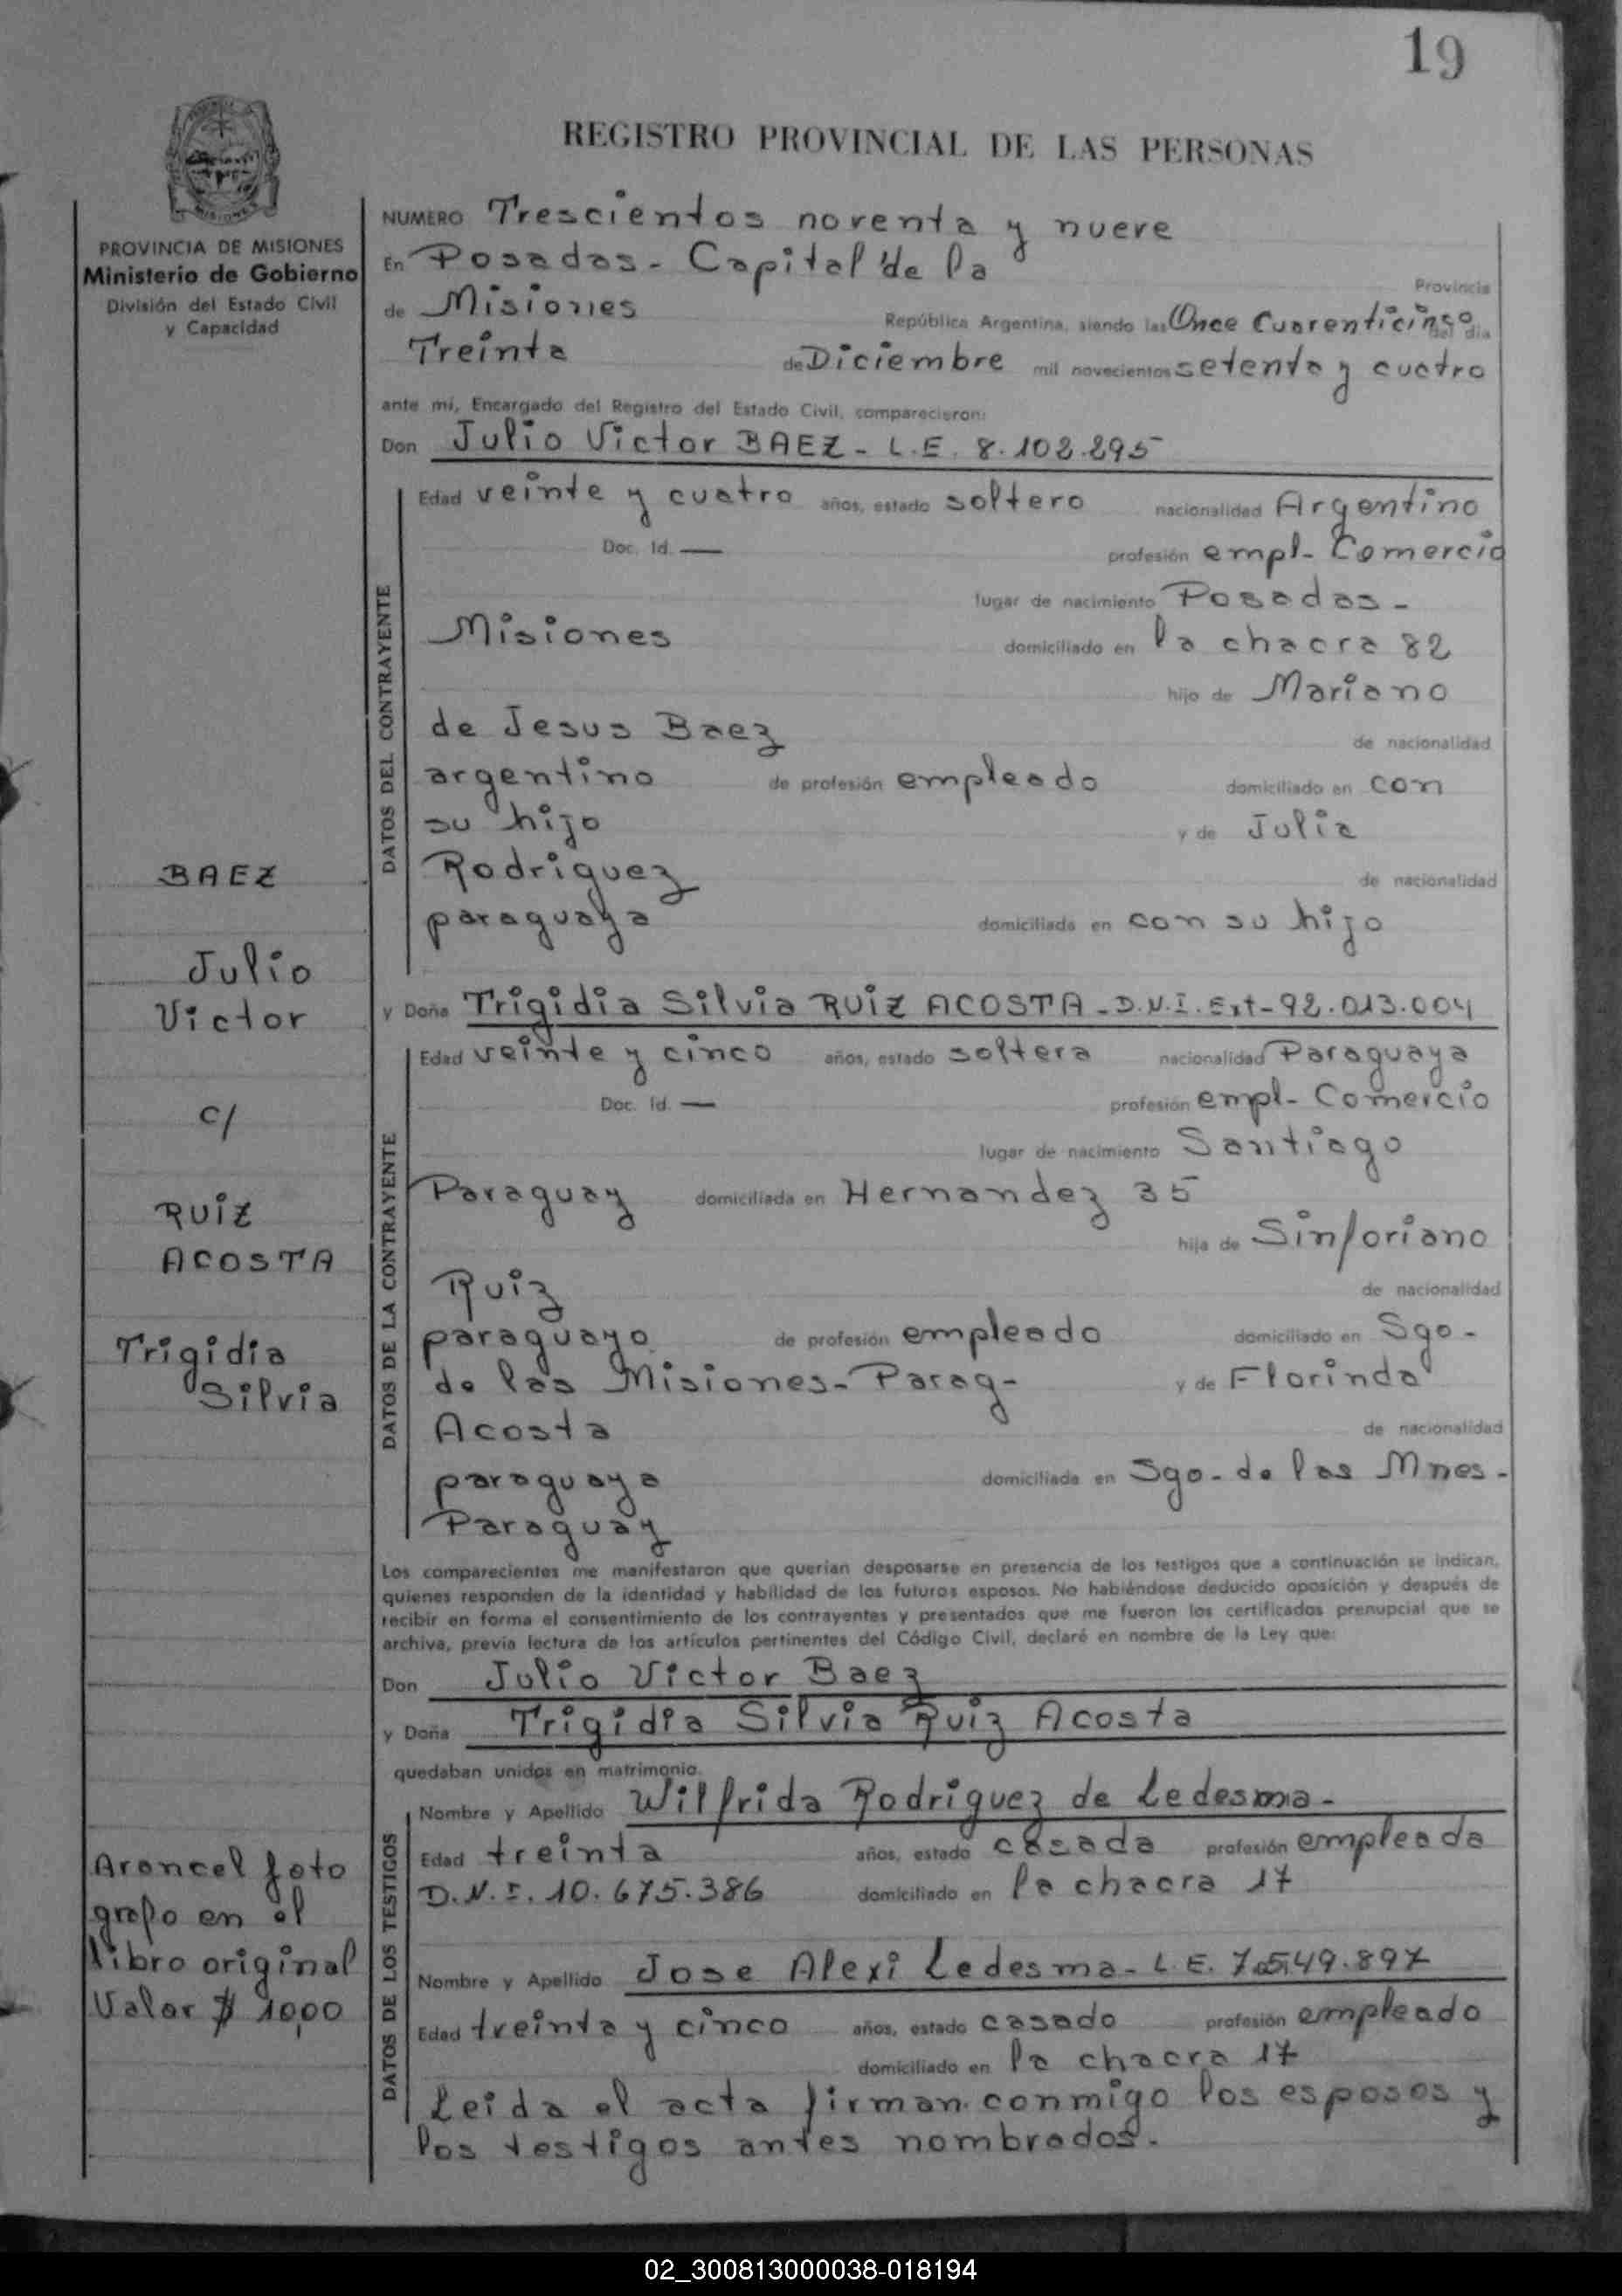 19
REGISTRO PROVINCIAL DE LAS PERSONAS
PROVINCIA DE MISIONES
Ministerio de Gobierno
División del Estado Civil
y Capacidad
NUMERO Trescientos noventa y nueve
En Posadas - Capital de la Provincia
de Misiones República Argentina, siendo las Once Cuarenticinco del día
Treinta de Diciembre mil novecientos setenta y cuatro
ante mí, Encargado del Registro del Estado Civil, comparecieron:
Don Julio Victor BAEZ - L.E. 8.102.295
DATOS DEL CONTRAYENTE
Edad veinte y cuatro años, estado soltero nacionalidad Argentino
Doc. Id. — profesión empl- Comercio
lugar de nacimiento Posadas -
Misiones domiciliado en la chacra 82
hijo de Mariano
de Jesus Baez de nacionalidad
argentino de profesión empleado domiciliado en con
su hijo y de Julia
Rodriguez de nacionalidad
paraguaya domiciliada en con su hijo
BAEZ
Julio
Victor
c/
RUIZ
ACOSTA
Trigidia
Silvia
y Doña Trigidia Silvia RUIZ ACOSTA - D.N.I. Ext- 92.013.004
DATOS DE LA CONTRAYENTE
Edad veinte y cinco años, estado soltera nacionalidad Paraguaya
Doc. Id. — profesión empl- Comercio
lugar de nacimiento Santiago
Paraguay domiciliada en Hernandez 35
hija de Sinforiano
Ruiz de nacionalidad
paraguayo de profesión empleado domiciliado en Sgo-
de las Misiones- Parag- y de Florinda
Acosta de nacionalidad
paraguaya domiciliada en Sgo- de las Mnes-
Paraguay
Los comparecientes me manifestaron que querían desposarse en presencia de los testigos que a continuación se indican,
quienes responden de la identidad y habilidad de los futuros esposos. No habiéndose deducido oposición y después de
recibir en forma el consentimiento de los contrayentes y presentados que me fueron los certificados prenupcial que se
archiva, previa lectura de los artículos pertinentes del Código Civil, declaré en nombre de la Ley que:
Don Julio Victor Baez
y Doña Trigidia Silvia Ruiz Acosta
quedaban unidos en matrimonio.
DATOS DE LOS TESTIGOS
Nombre y Apellido Wilfrida Rodriguez de Ledesma -
Edad treinta años, estado casada profesión empleada
D.N.I. 10.675.386 domiciliado en la chacra 17
Nombre y Apellido Jose Alexi Ledesma - L.E. 7.549.897
Edad treinta y cinco años, estado casado profesión empleado
domiciliado en la chacra 17
Leida el acta firman conmigo los esposos y
los testigos antes nombrados.
Arancel foto
grafo en el
libro original
Valor $ 10,00
02_300813000038-018194